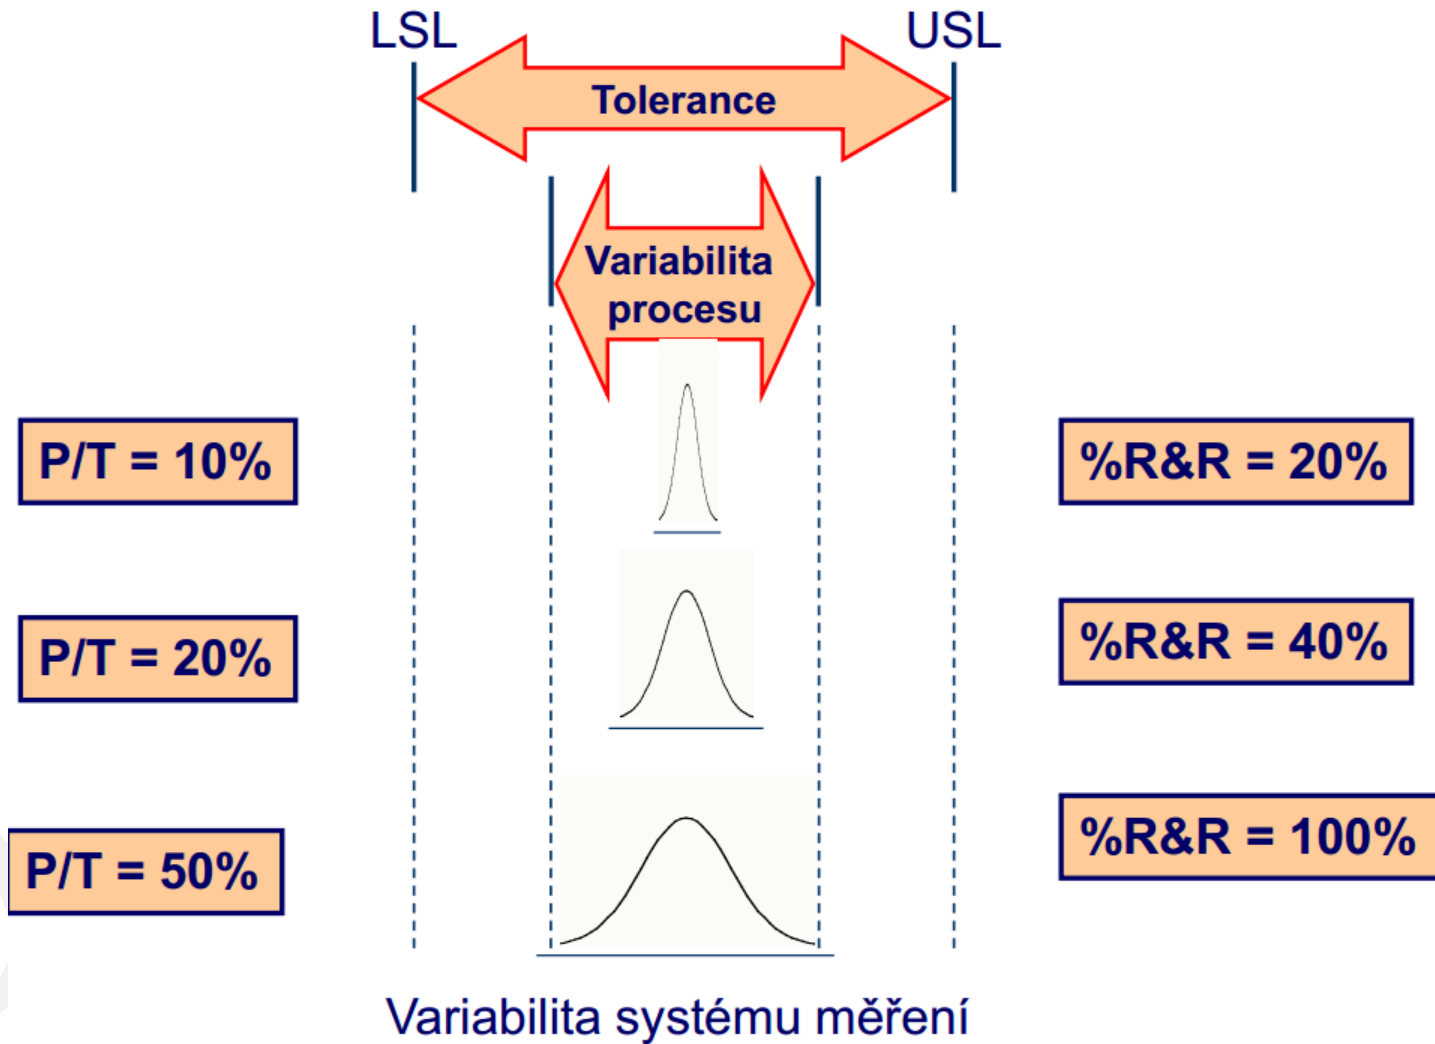 LSL
USL
Tolerance
Variabilita
procesu
P/T = 10%
%R&R = 20%
P/T = 20%
%R&R = 40%
P/T = 50%
%R&R = 100%
Variabilita systému měření